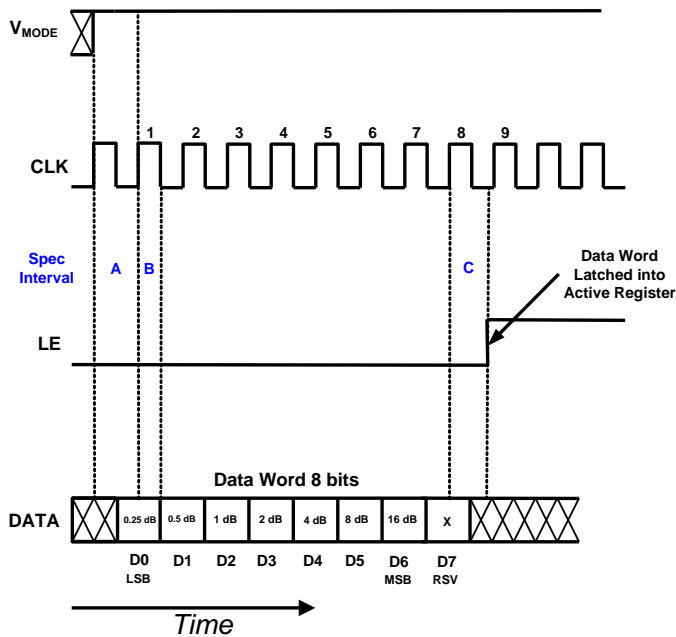 VMODE
1 2 3 4 5 6 7 8 9
CLK
Spec
Interval
A B C
Data Word
Latched into
Active Register
LE
Data Word 8 bits
DATA
0.25 dB 0.5 dB 1 dB 2 dB 4 dB 8 dB 16 dB X
D0 D1 D2 D3 D4 D5 D6 D7
LSB MSB RSV
Time